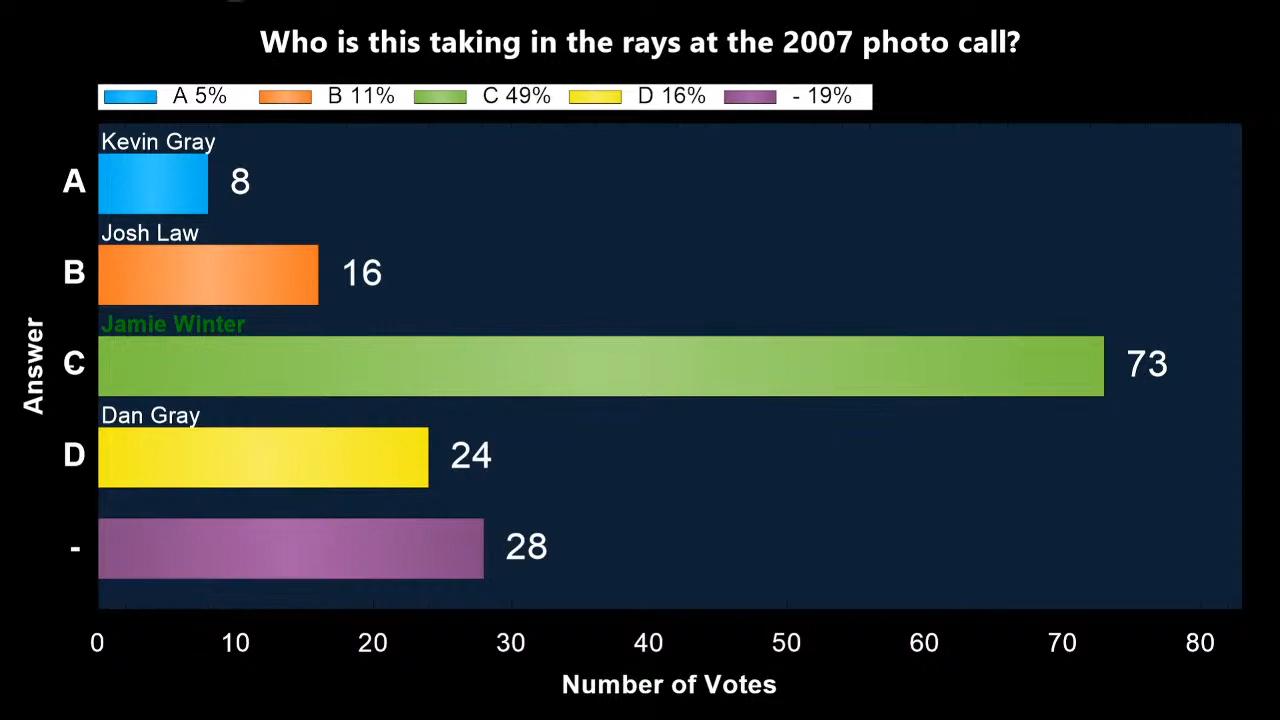 Who is this taking in the rays at the 2007 photo call?
A 5% B 11% C 49% D 16% - 19%
Kevin Gray
A 8
Josh Law
B 16
Jamie Winter
C 73
Dan Gray
D 24
- 28
Answer
0 10 20 30 40 50 60 70 80
Number of Votes